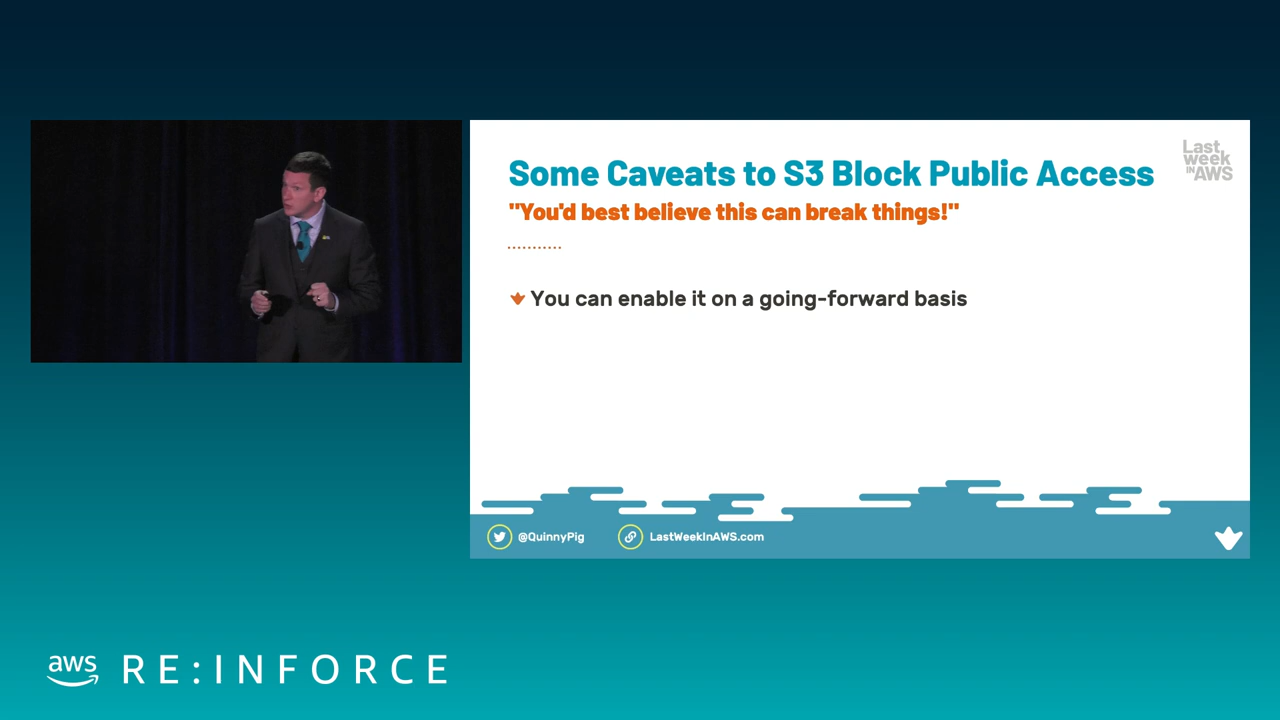 Some Caveats to S3 Block Public Access
"You'd best believe this can break things!"
You can enable it on a going-forward basis
Last
week
IN AWS
@QuinnyPig
LastWeekInAWS.com
aws RE:INFORCE